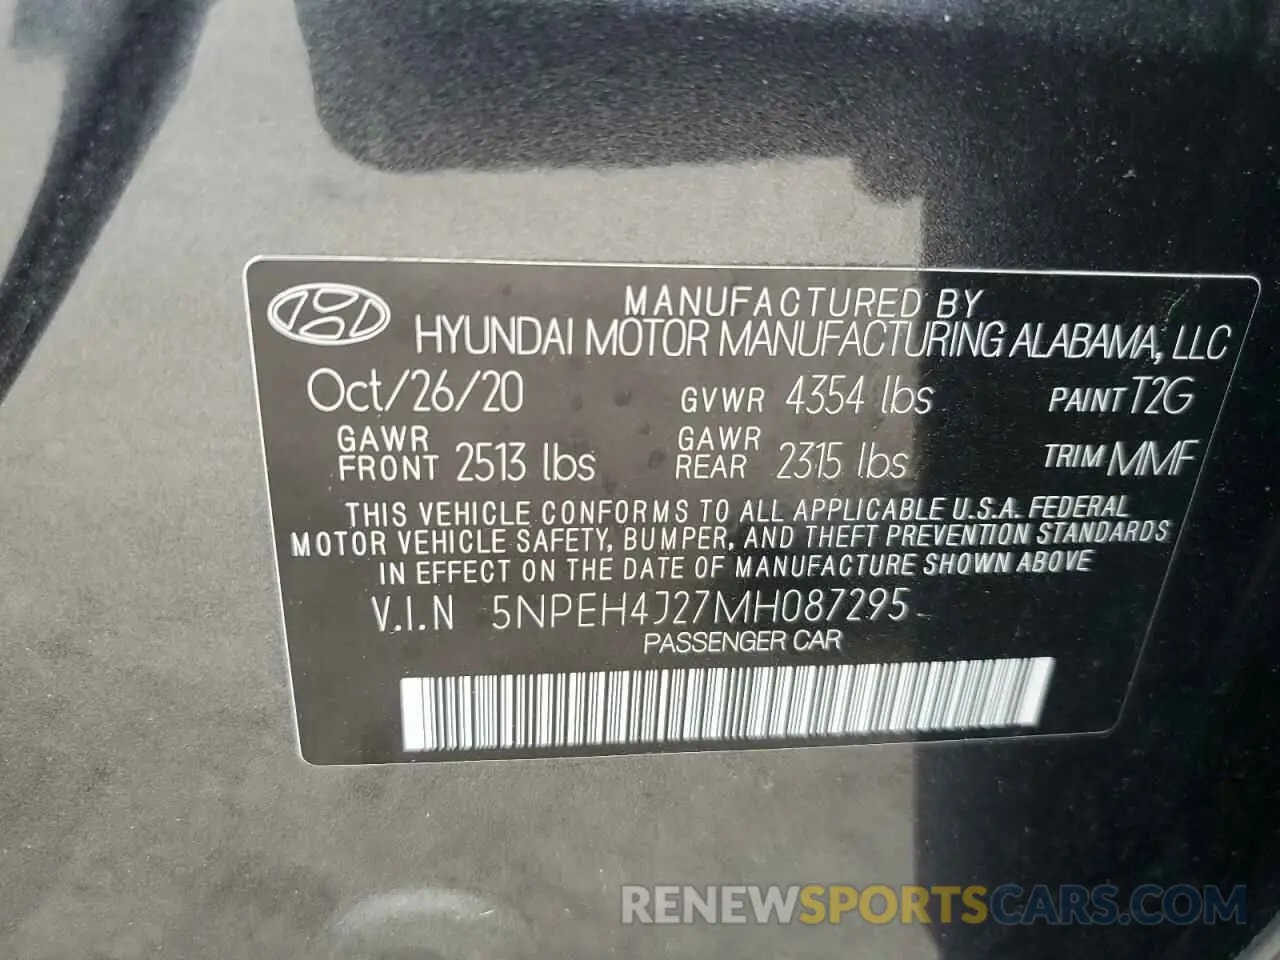 MANUFACTURED BY
HYUNDAI MOTOR MANUFACTURING ALABAMA, LLC
Oct/26/20 GVWR 4354 lbs PAINT T2G
GAWR FRONT 2513 lbs GAWR REAR 2315 lbs TRIM MMF
THIS VEHICLE CONFORMS TO ALL APPLICABLE U.S.A. FEDERAL
MOTOR VEHICLE SAFETY, BUMPER, AND THEFT PREVENTION STANDARDS
IN EFFECT ON THE DATE OF MANUFACTURE SHOWN ABOVE
V.I.N 5NPEH4J27MH087295
PASSENGER CAR
RENEWSPORTSCARS.COM